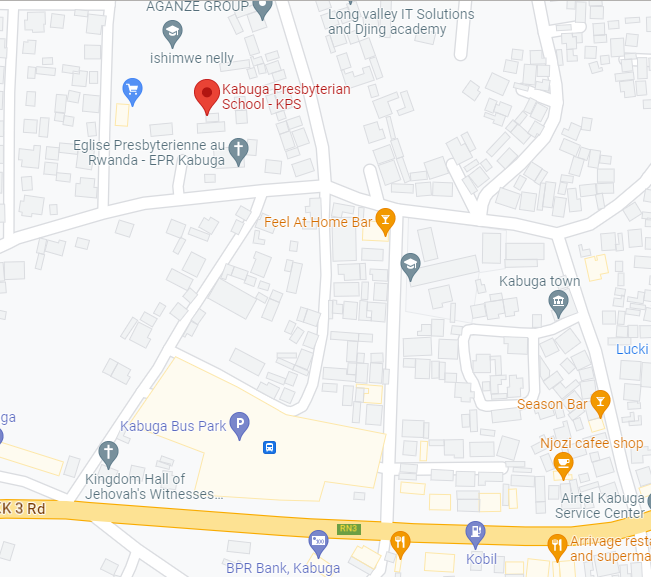 AGANZE GROUP
Long valley IT Solutions
and Djing academy
ishimwe nelly
Kabuga Presbyterian
School - KPS
Eglise Presbyterienne au
Rwanda - EPR Kabuga
Feel At Home Bar
Kabuga town
Lucki
Season Bar
ga
Kabuga Bus Park
P
Njozi cafee shop
Kingdom Hall of
Jehovah's Witnesses...
Airtel Kabuga
Service Center
K 3 Rd
RN3
Arrivage resta
and superma
Kobil
BPR Bank, Kabuga